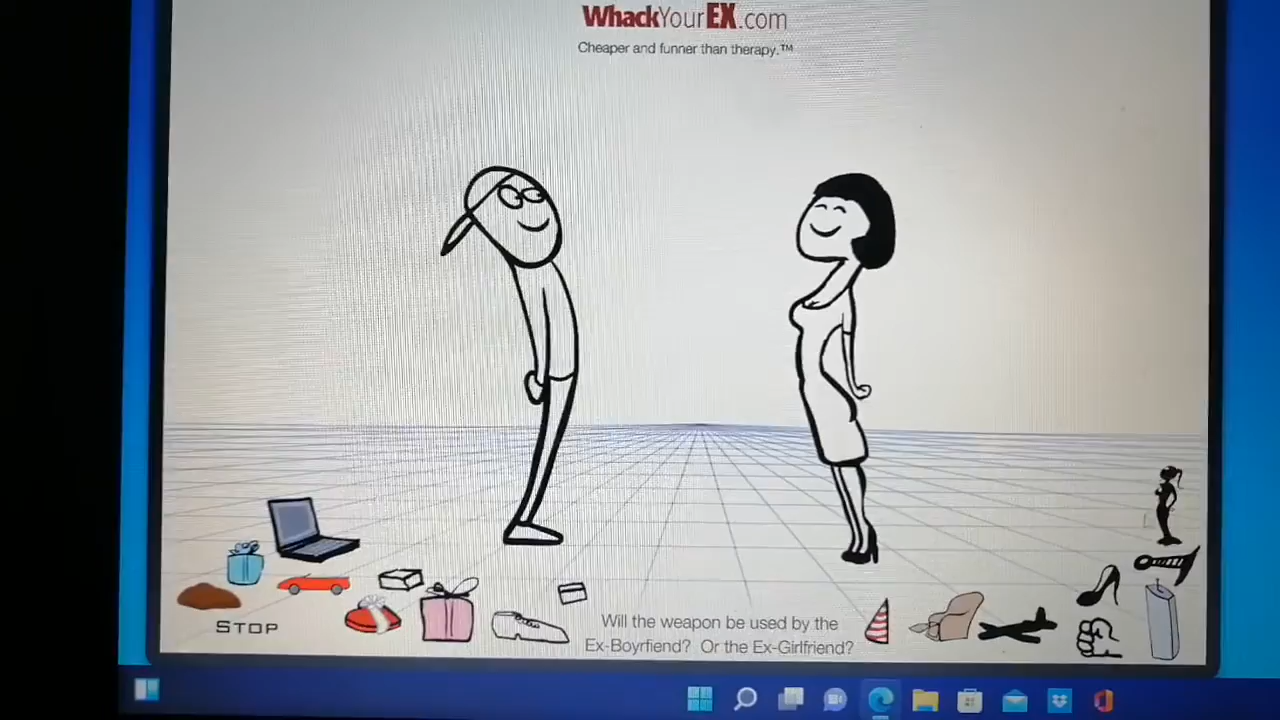 WhackYourEX.com
Cheaper and funner than therapy.™
STOP
Will the weapon be used by the
Ex-Boyrfiend? Or the Ex-Girlfriend?